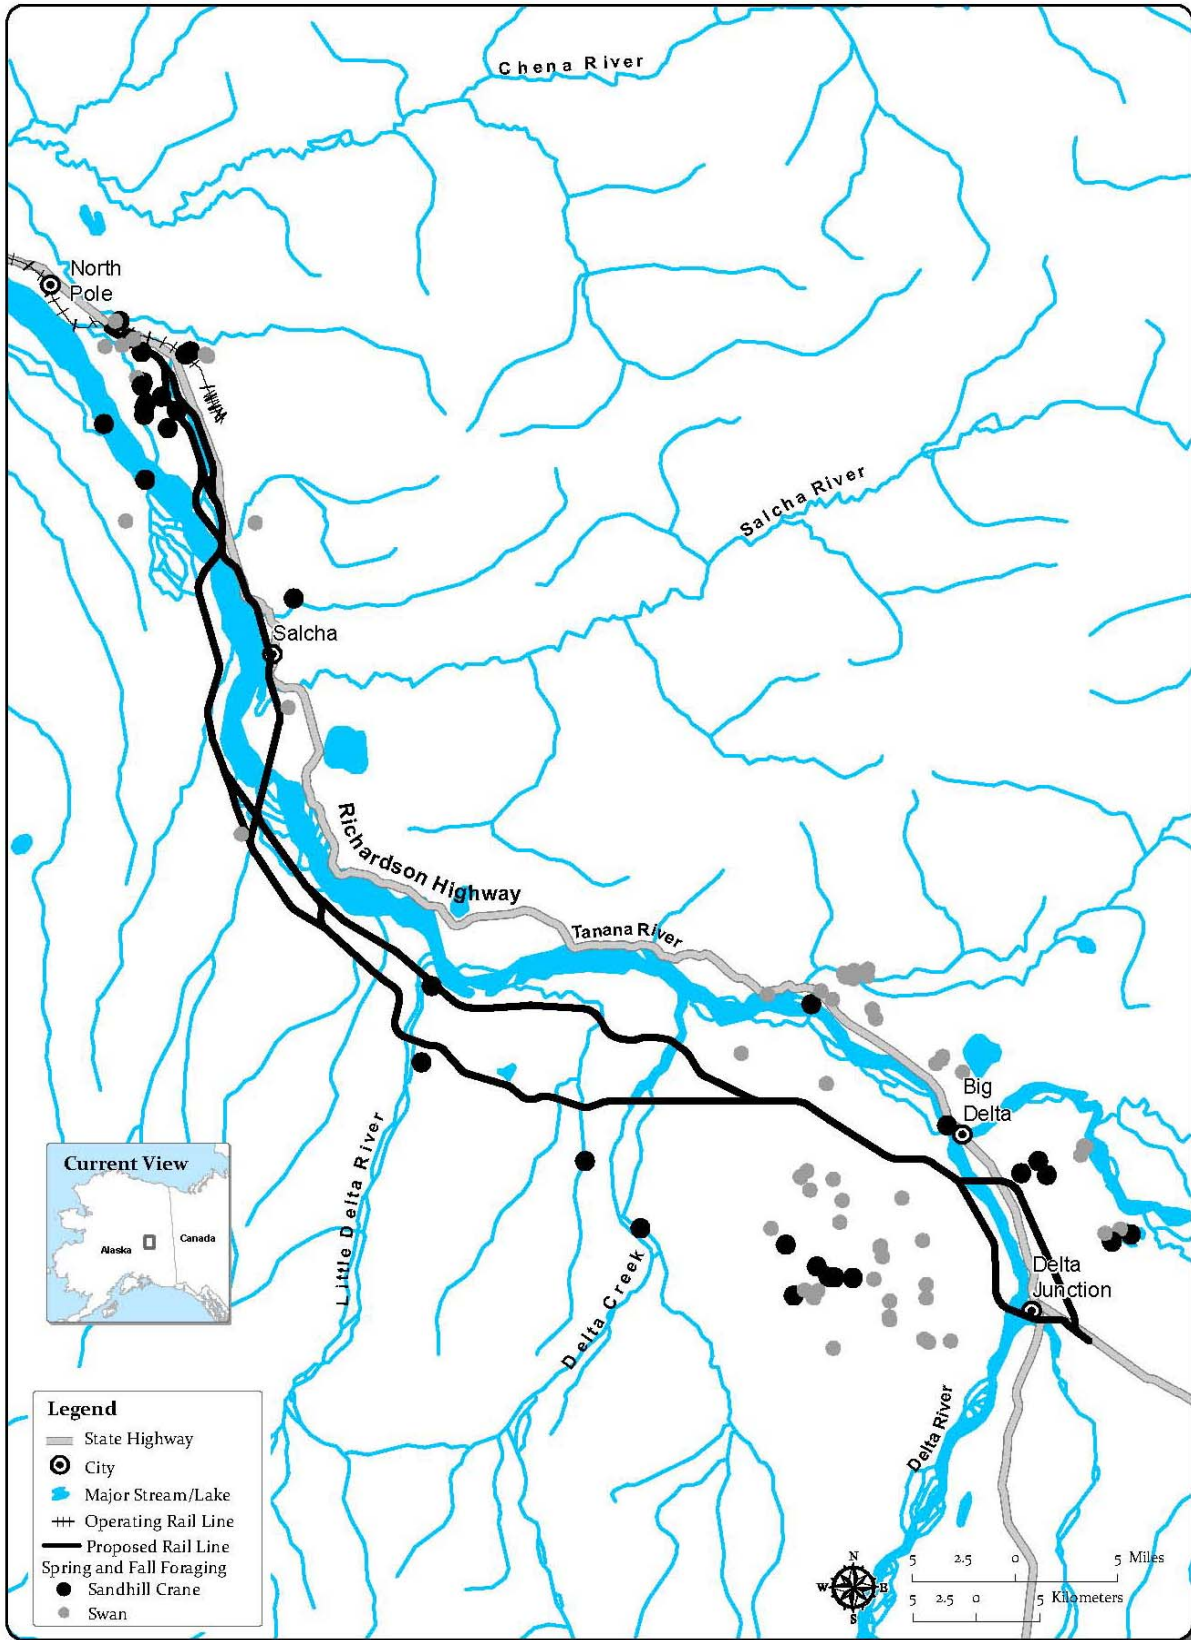 Chena River
North
Pole
Salcha River
Salcha
Richardson Highway
Tanana River
Big
Delta
Little Delta River
Delta Creek
Delta
Junction
Delta River
Current View
Alaska
Canada
Legend
State Highway
City
Major Stream/Lake
Operating Rail Line
Proposed Rail Line
Spring and Fall Foraging
Sandhill Crane
Swan
N
W
E
S
5 2.5 0 5 Miles
5 2.5 0 5 Kilometers